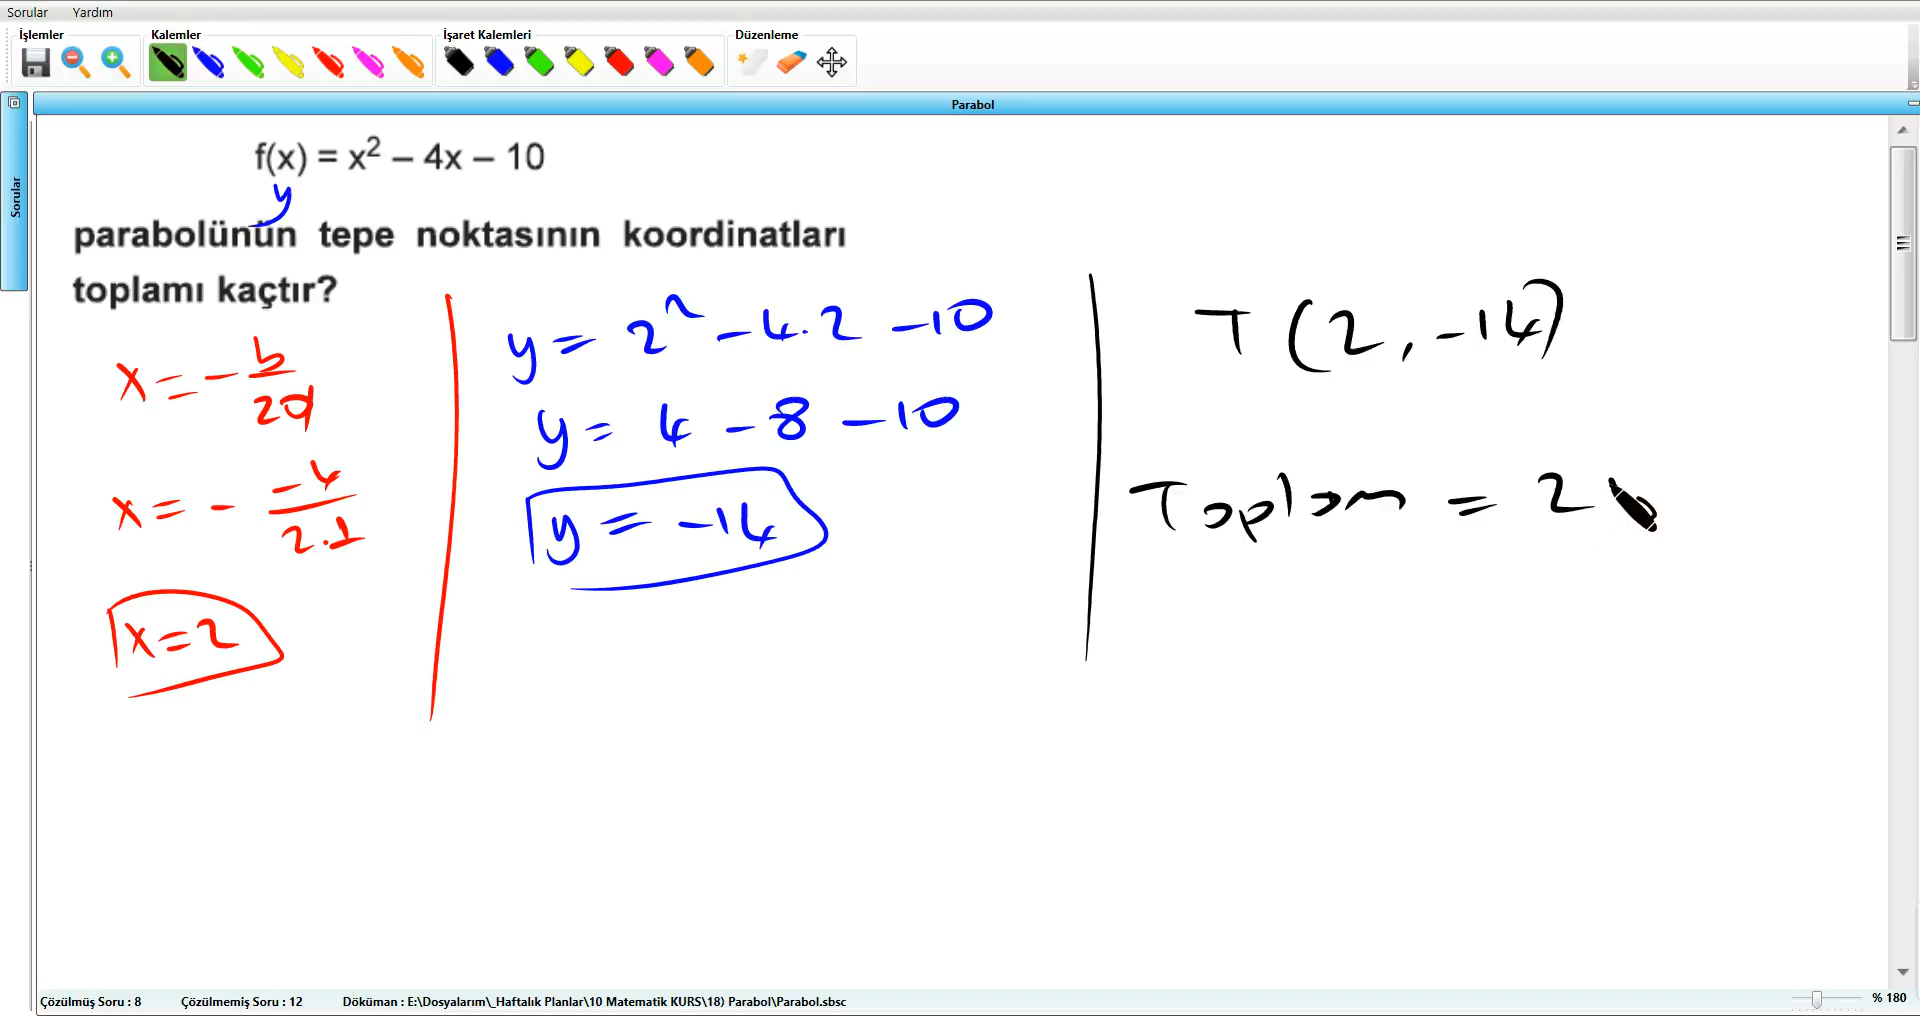 Sorular Yardım
İşlemler Kalemler İşaret Kalemleri Düzenleme
Parabol
Sorular
f(x) = x² – 4x – 10
y
parabolünün tepe noktasının koordinatları
toplamı kaçtır?
x = - b/2a
x = - -4/2.1
x = 2
y = 2² - 4.2 - 10
y = 4 - 8 - 10
y = -14
T (2, -14)
Toplam = 2
Çözülmüş Soru : 8 Çözülmemiş Soru : 12 Döküman : E:\Dosyalarım\_Haftalık Planlar\10 Matematik KURS\18) Parabol\Parabol.sbsc % 180